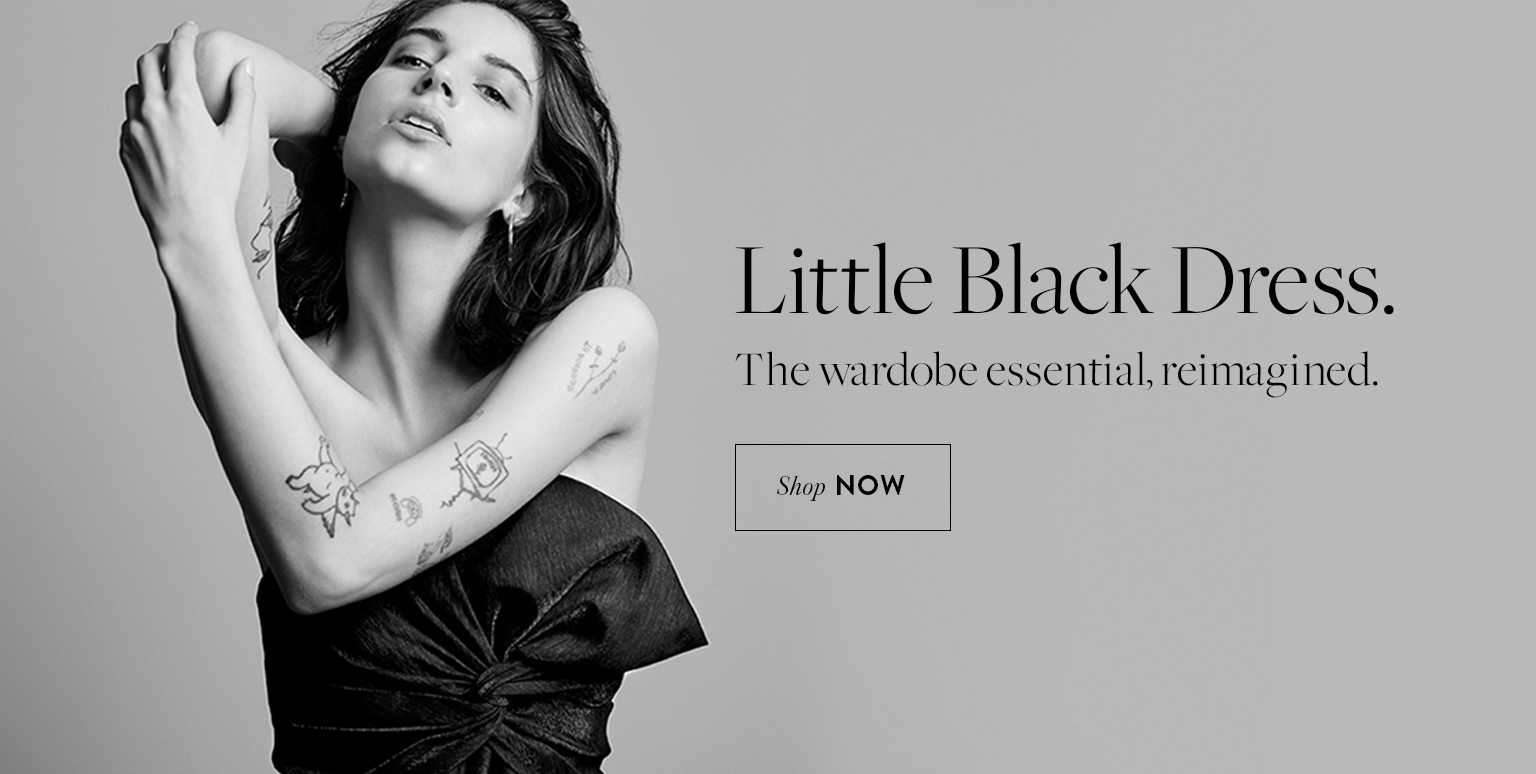 Little Black Dress.
The wardobe essential, reimagined.
Shop NOW